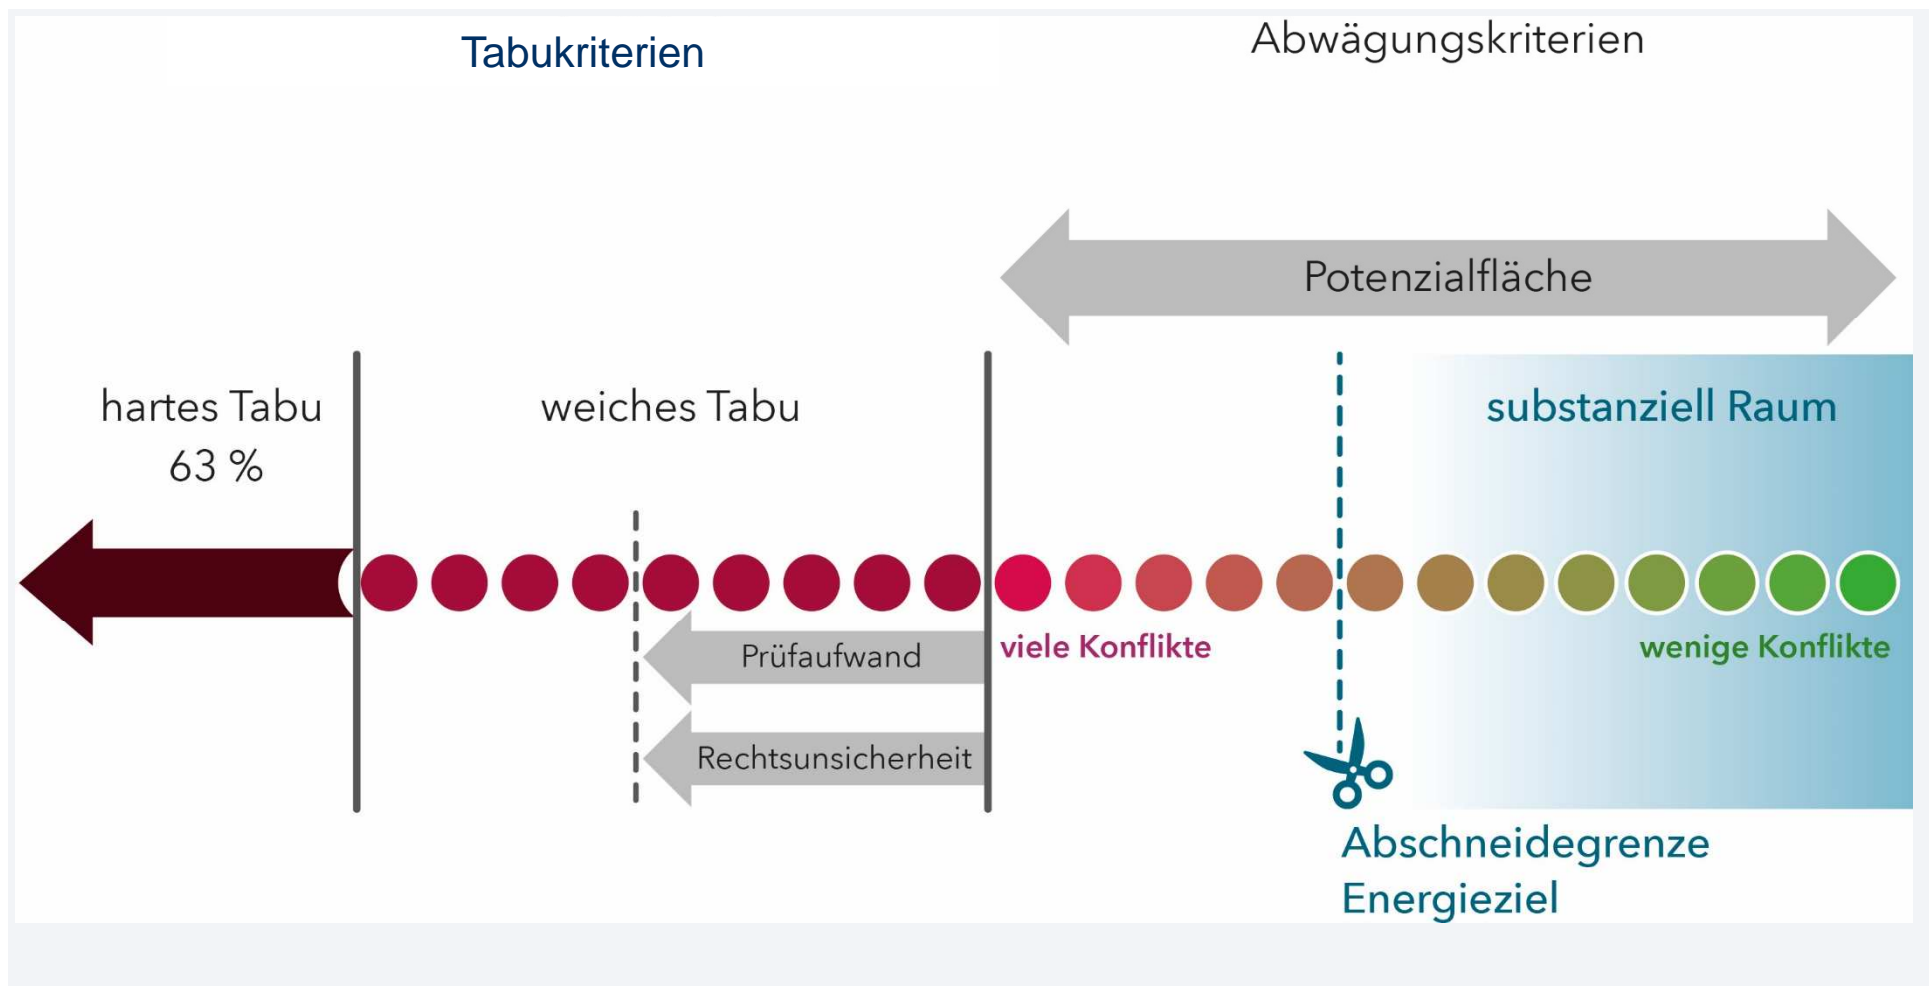 Tabukriterien
Abwägungskriterien
Potenzialfläche
hartes Tabu
63 %
weiches Tabu
substanziell Raum
viele Konflikte
wenige Konflikte
Prüfaufwand
Rechtsunsicherheit
Abschneidegrenze
Energieziel